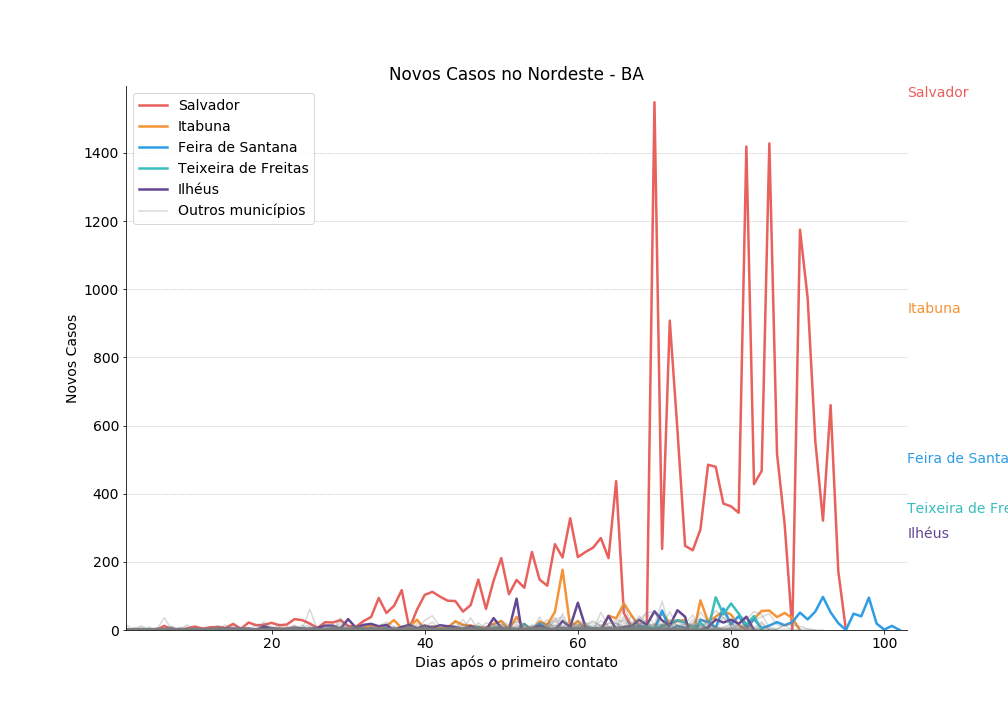 Novos Casos no Nordeste - BA
Salvador
Itabuna
Feira de Santana
Teixeira de Freitas
Ilhéus
Outros municípios
Novos Casos
1400
1200
1000
800
600
400
200
0
20
40
60
80
100
Dias após o primeiro contato
Salvador
Itabuna
Feira de Santa
Teixeira de Fre
Ilhéus